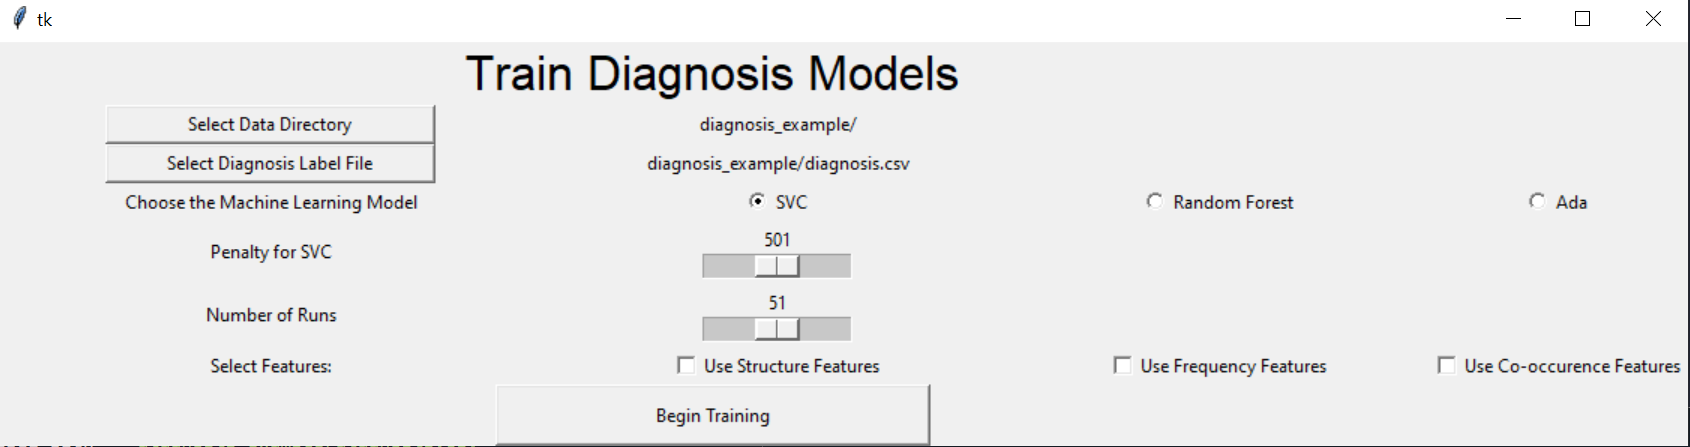 tk
Train Diagnosis Models
Select Data Directory diagnosis_example/
Select Diagnosis Label File diagnosis_example/diagnosis.csv
Choose the Machine Learning Model SVC Random Forest Ada
501
Penalty for SVC
51
Number of Runs
Select Features: Use Structure Features Use Frequency Features Use Co-occurence Features
Begin Training